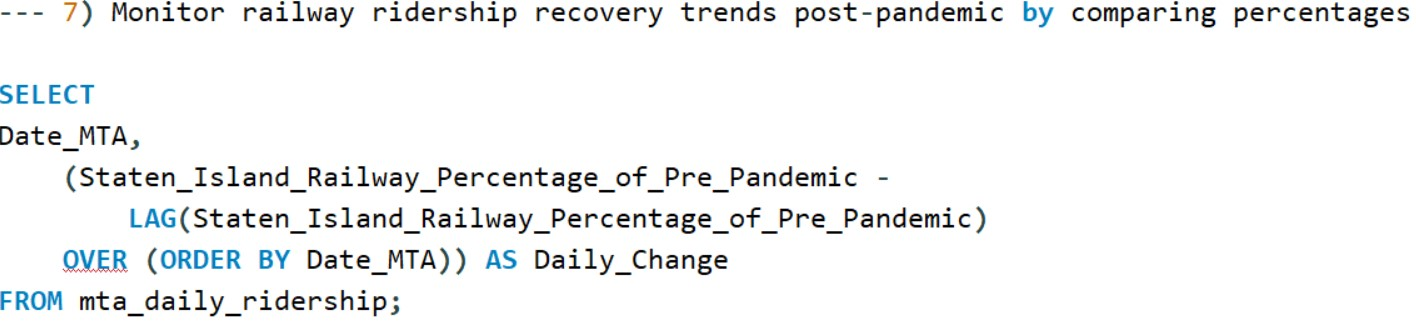 --- 7) Monitor railway ridership recovery trends post-pandemic by comparing percentages
SELECT
Date_MTA,
(Staten_Island_Railway_Percentage_of_Pre_Pandemic -
LAG(Staten_Island_Railway_Percentage_of_Pre_Pandemic)
OVER (ORDER BY Date_MTA)) AS Daily_Change
FROM mta_daily_ridership;